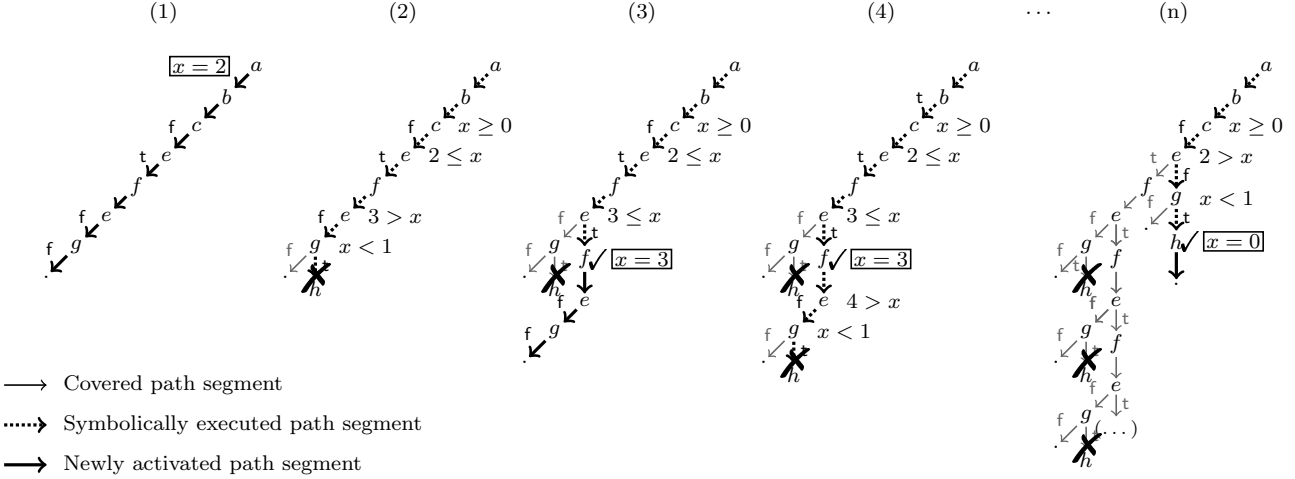 (1) (2) (3) (4) ⋯ (n)
x = 2 a
b
f c
t e
f
f e
f g
.
a
b
f c x ≥ 0
t e 2 ≤ x
f
f e 3 > x
f g x < 1
. t
h
a
b
f c x ≥ 0
t e 2 ≤ x
f
f e 3 ≤ x
t
f g f ✓ x = 3
. t
h
f e
f g
.
a
t b
c x ≥ 0
t e 2 ≤ x
f
f e 3 ≤ x
t
f g f ✓ x = 3
. t
h
f e 4 > x
f g x < 1
. t
h
a
b
f c x ≥ 0
t e 2 > x
f
f g x < 1
f e f t
. t h ✓ x = 0
f g f .
. t
h
f e
t
f g f
. t
h
f e
t
f g (...)
. t
h
Covered path segment
Symbolically executed path segment
Newly activated path segment